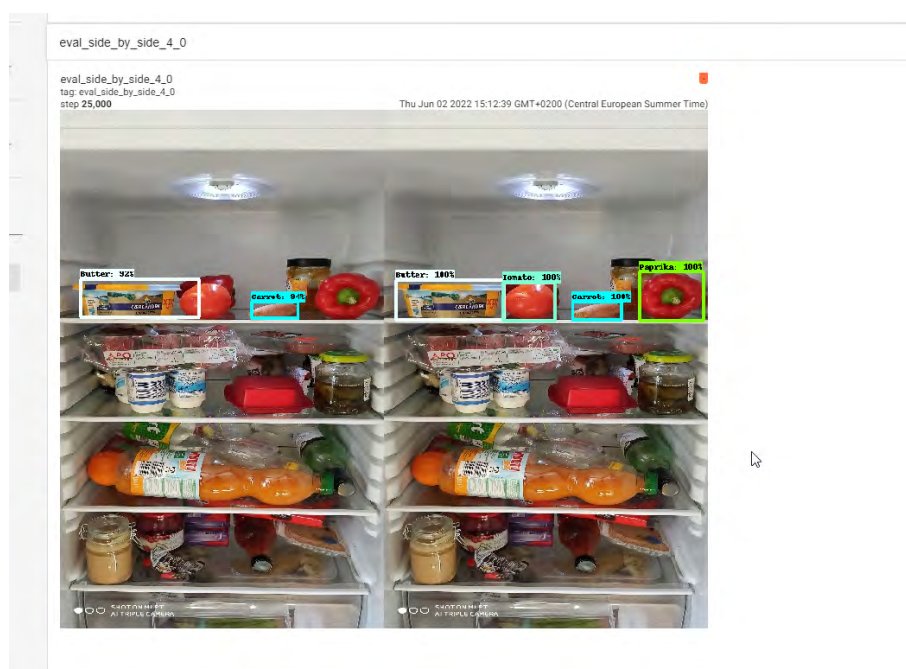 eval_side_by_side_4_0
eval_side_by_side_4_0
tag: eval_side_by_side_4_0
step 25,000
Thu Jun 02 2022 15:12:39 GMT+0200 (Central European Summer Time)
Butter: 92%
Carrot: 94%
Butter: 100%
Tomato: 100%
Carrot: 100%
Paprika: 100%
SHOT ON MI 9T
AI TRIPLE CAMERA
SHOT ON MI 9T
AI TRIPLE CAMERA